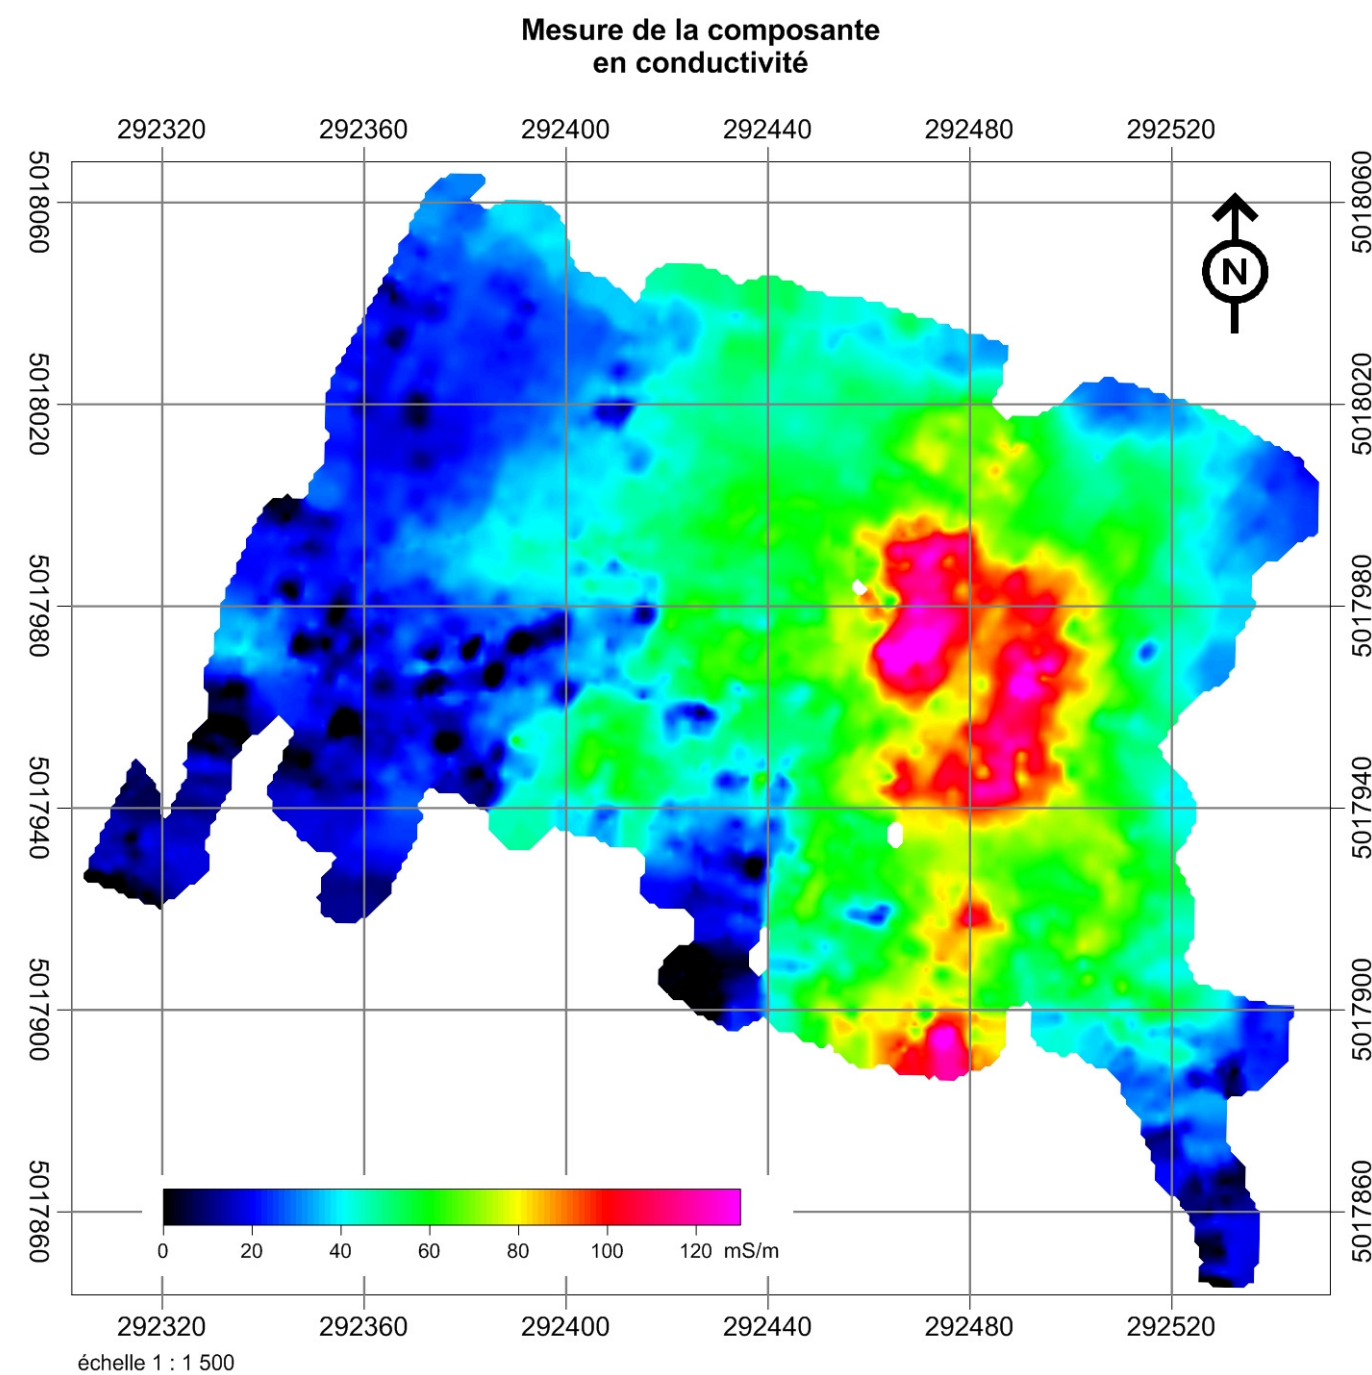 Mesure de la composante
en conductivité
292320 292360 292400 292440 292480 292520
5018060 5018060
N
5018020 5018020
5017980 5017980
5017940 5017940
5017900 5017900
5017860 5017860
0 20 40 60 80 100 120 mS/m
292320 292360 292400 292440 292480 292520
échelle 1 : 1 500